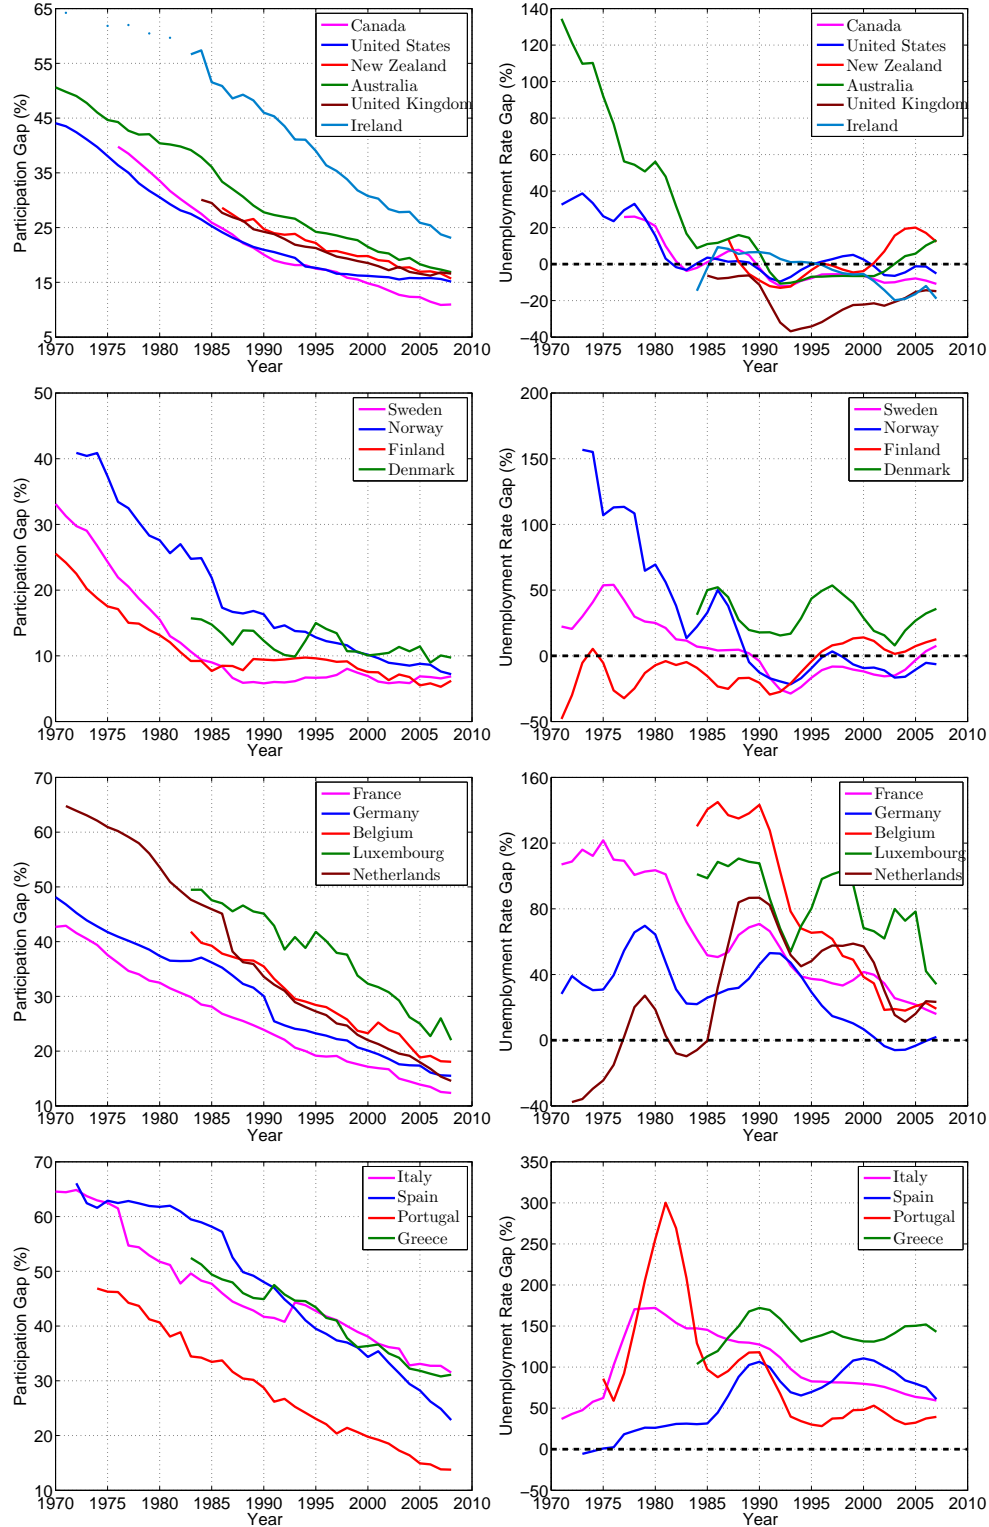 65
55
45
35
25
15
5
Participation Gap (%)
Canada
United States
New Zealand
Australia
United Kingdom
Ireland
1970 1975 1980 1985 1990 1995 2000 2005 2010
Year
140
120
100
80
60
40
20
0
−20
−40
Unemployment Rate Gap (%)
Canada
United States
New Zealand
Australia
United Kingdom
Ireland
1970 1975 1980 1985 1990 1995 2000 2005 2010
Year
50
40
30
20
10
0
Participation Gap (%)
Sweden
Norway
Finland
Denmark
1970 1975 1980 1985 1990 1995 2000 2005 2010
Year
200
150
100
50
0
−50
Unemployment Rate Gap (%)
Sweden
Norway
Finland
Denmark
1970 1975 1980 1985 1990 1995 2000 2005 2010
Year
70
60
50
40
30
20
10
Participation Gap (%)
France
Germany
Belgium
Luxembourg
Netherlands
1970 1975 1980 1985 1990 1995 2000 2005 2010
Year
160
120
80
40
0
−40
Unemployment Rate Gap (%)
France
Germany
Belgium
Luxembourg
Netherlands
1970 1975 1980 1985 1990 1995 2000 2005 2010
Year
70
60
50
40
30
20
10
Participation Gap (%)
Italy
Spain
Portugal
Greece
1970 1975 1980 1985 1990 1995 2000 2005 2010
Year
350
300
250
200
150
100
50
0
−50
Unemployment Rate Gap (%)
Italy
Spain
Portugal
Greece
1970 1975 1980 1985 1990 1995 2000 2005 2010
Year